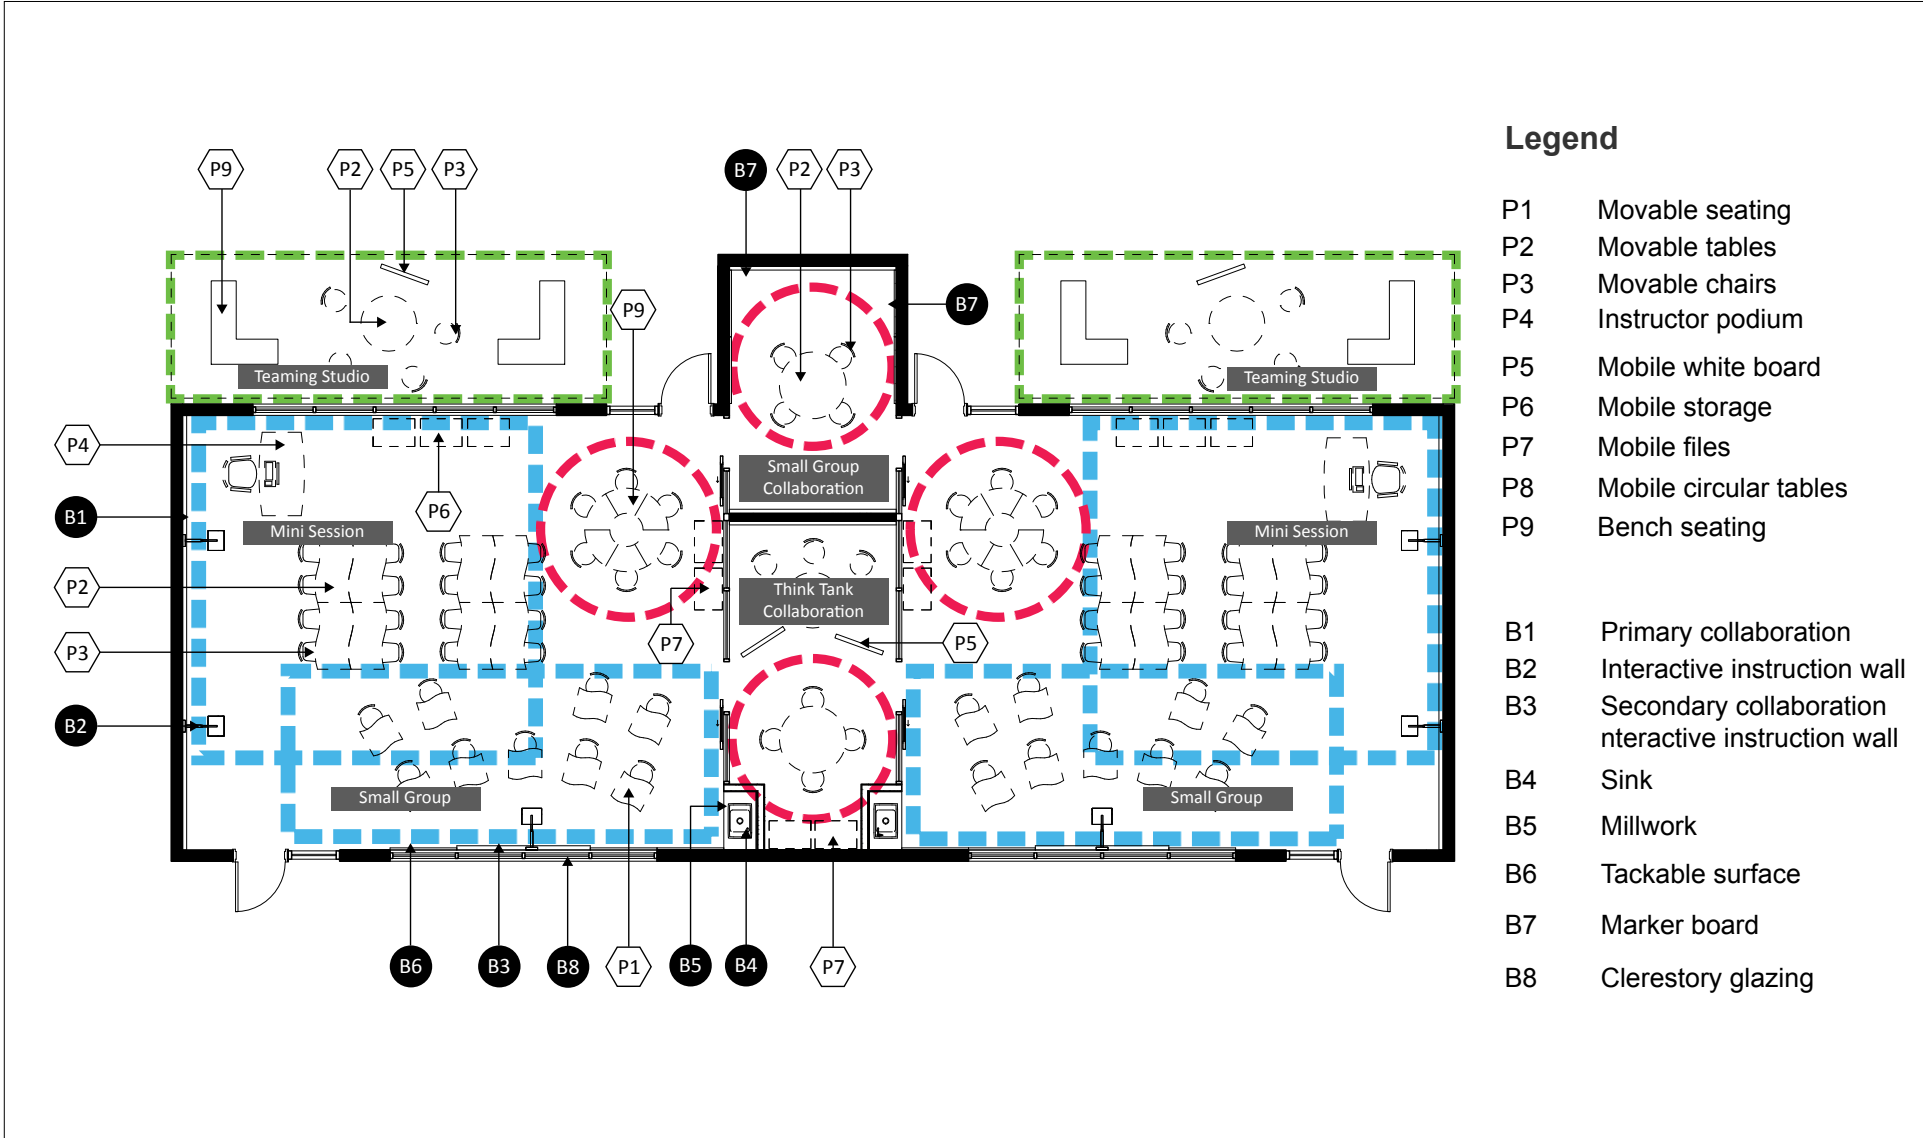 Legend
P9
P2
P5
P3
B7
P2
P3
P1 Movable seating
P2 Movable tables
P3 Movable chairs
P4 Instructor podium
P5 Mobile white board
P6 Mobile storage
P7 Mobile files
P8 Mobile circular tables
P9 Bench seating
B1 Primary collaboration
B2 Interactive instruction wall
B3 Secondary collaboration
nteractive instruction wall
B4 Sink
B5 Millwork
B6 Tackable surface
B7 Marker board
B8 Clerestory glazing
P9
B7
Teaming Studio
Teaming Studio
P4
Small Group
Collaboration
P6
B1
Mini Session
Mini Session
P2
Think Tank
Collaboration
P7
P5
P3
B2
Small Group
Small Group
B6
B3
B8
P1
B5
B4
P7